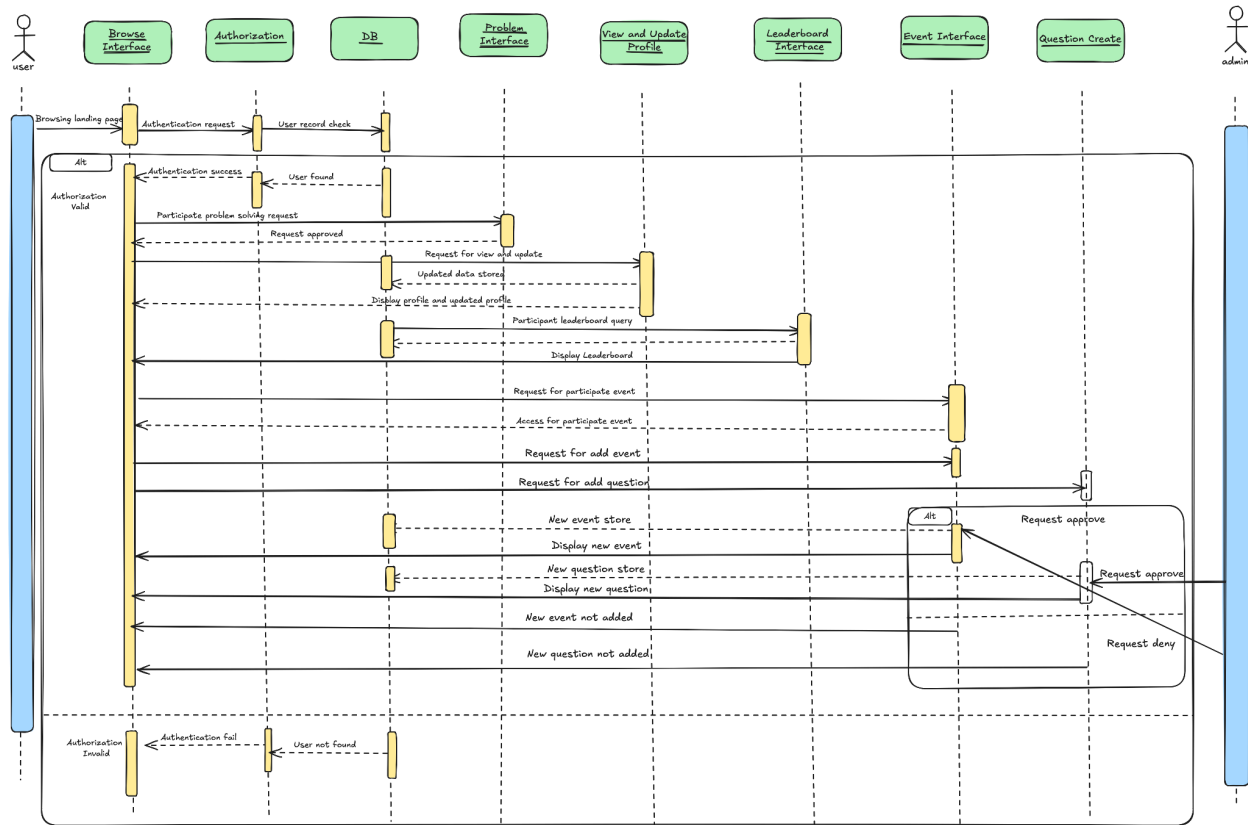 user
Browse
Interface
Authorization
DB
Problem
Interface
View and Update
Profile
Leaderboard
Interface
Event Interface
Question Create
admin
Browsing landing page
Authentication request
User record check
Alt
Authentication success
User found
Authorization
Valid
Participate problem solving request
Request approved
Request for view and update
Updated data stored
Display profile and updated profile
Participant leaderboard query
Display Leaderboard
Request for participate event
Access for participate event
Request for add event
Request for add question
Alt
Request approve
New event store
Display new event
New question store
Request approve
Display new question
New event not added
Request deny
New question not added
Authorization
Invalid
Authentication fail
User not found